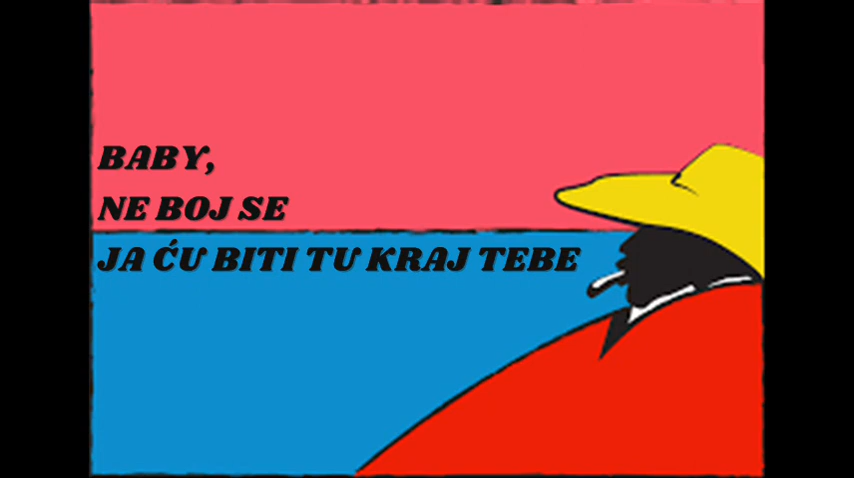 BABY,
NE BOJ SE
JA ĆU BITI TU KRAJ TEBE